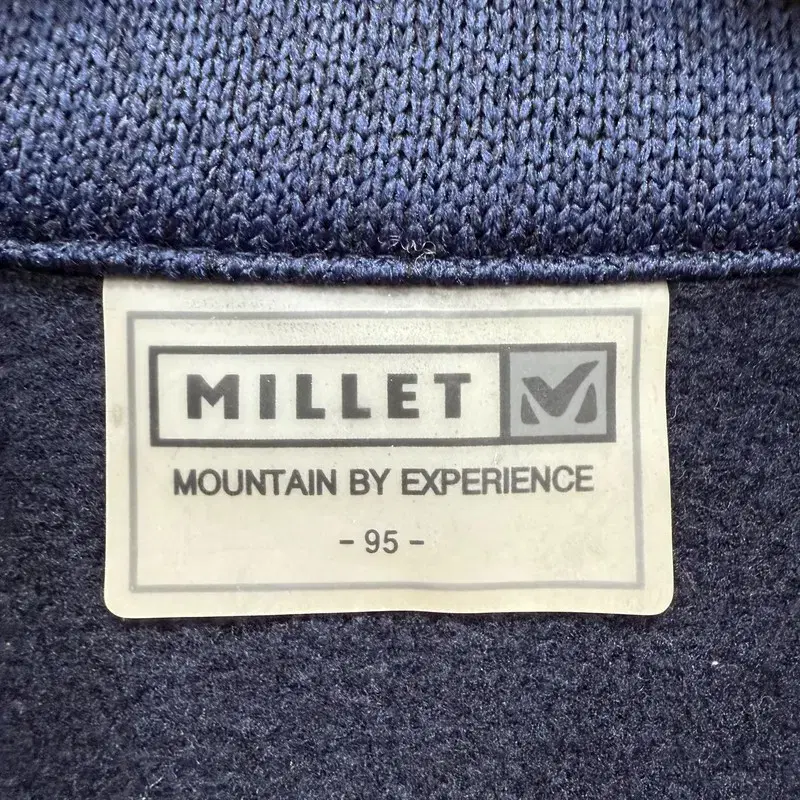 MILLET
MOUNTAIN BY EXPERIENCE
- 95 -